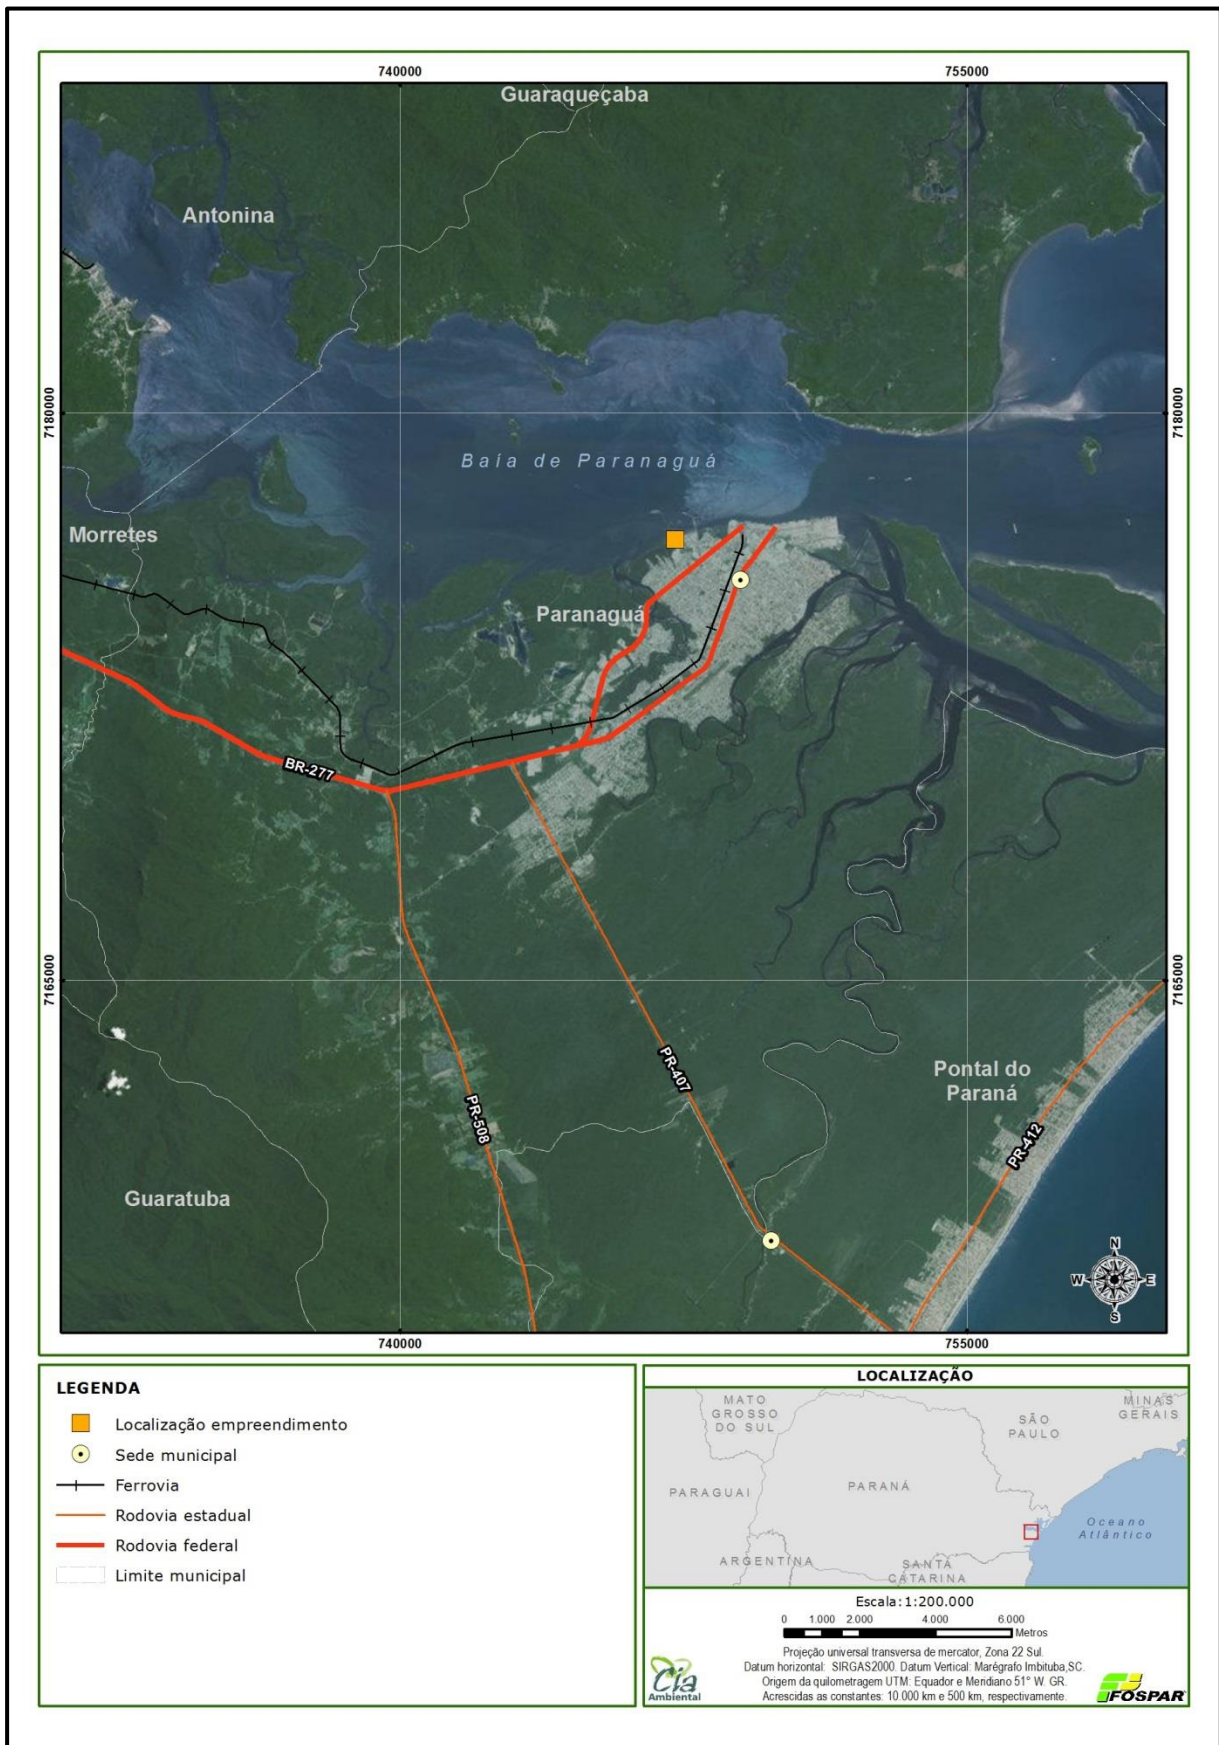 740000
755000
Guaraqueçaba
Antonina
7180000
7180000
Baía de Paranaguá
Morretes
Paranaguá
BR-277
7165000
7165000
PR-407
Pontal do
Paraná
PR-508
PR-412
Guaratuba
N
W
E
S
740000
755000
LEGENDA
Localização empreendimento
Sede municipal
Ferrovia
Rodovia estadual
Rodovia federal
Limite municipal
LOCALIZAÇÃO
MATO
GROSSO
DO SUL
MINAS
GERAIS
SÃO
PAULO
PARAGUAI
PARANÁ
Oceano
Atlântico
ARGENTINA
SANTA
CATARINA
Escala: 1:200.000
0 1.000 2.000 4.000 6.000
Metros
Projeção universal transversa de mercator, Zona 22 Sul.
Datum horizontal: SIRGAS2000. Datum Vertical: Marégrafo Imbituba,SC.
Origem da quilometragem UTM: Equador e Meridiano 51° W. GR.
Acrescidas as constantes: 10.000 km e 500 km, respectivamente.
Cia
Ambiental
FOSPAR